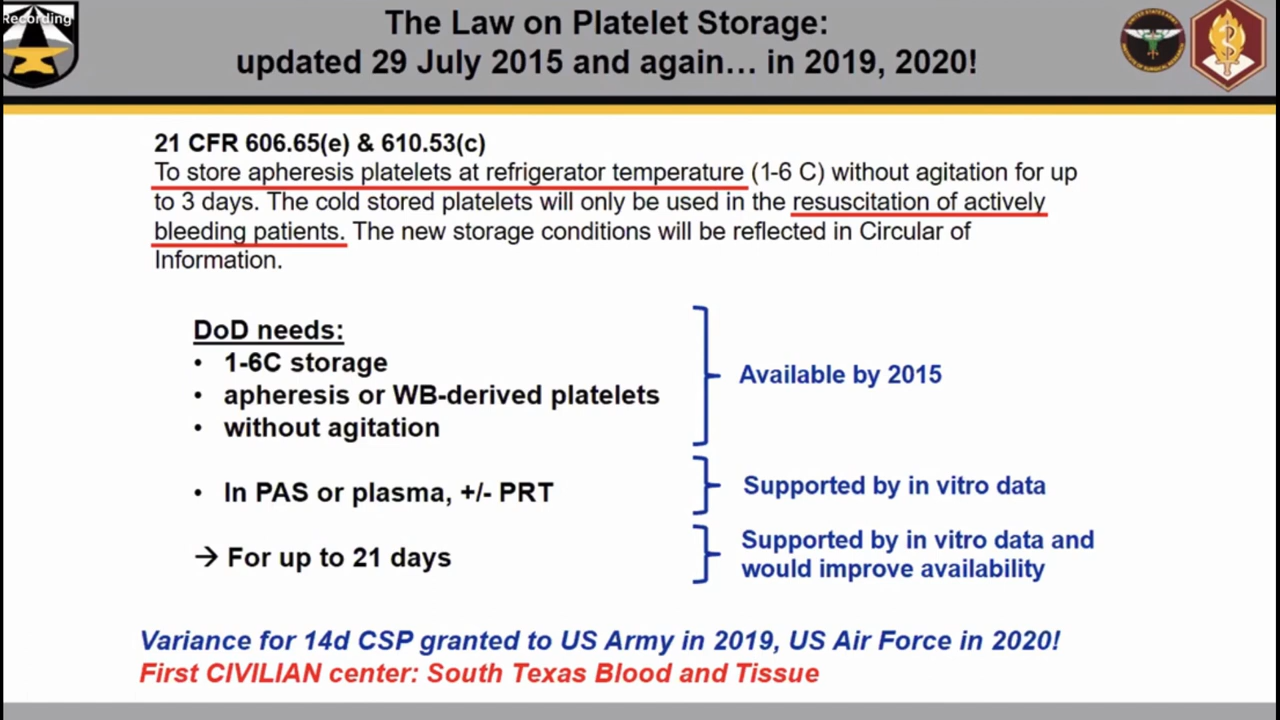 Recording
The Law on Platelet Storage:
updated 29 July 2015 and again... in 2019, 2020!
21 CFR 606.65(e) & 610.53(c)
To store apheresis platelets at refrigerator temperature (1-6 C) without agitation for up
to 3 days. The cold stored platelets will only be used in the resuscitation of actively
bleeding patients. The new storage conditions will be reflected in Circular of
Information.
DoD needs:
• 1-6C storage
• apheresis or WB-derived platelets
• without agitation
Available by 2015
• In PAS or plasma, +/- PRT
Supported by in vitro data
→ For up to 21 days
Supported by in vitro data and
would improve availability
Variance for 14d CSP granted to US Army in 2019, US Air Force in 2020!
First CIVILIAN center: South Texas Blood and Tissue